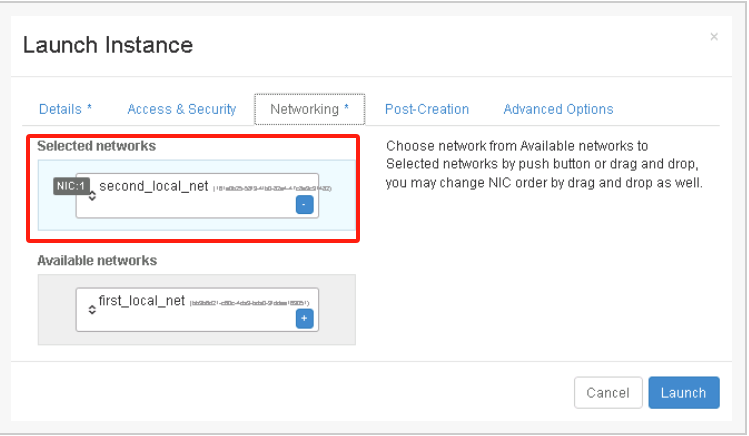 Launch Instance
×
Details *
Access & Security
Networking *
Post-Creation
Advanced Options
Selected networks
NIC:1
second_local_net
-
Choose network from Available networks to
Selected networks by push button or drag and drop,
you may change NIC order by drag and drop as well.
Available networks
first_local_net
+
Cancel
Launch